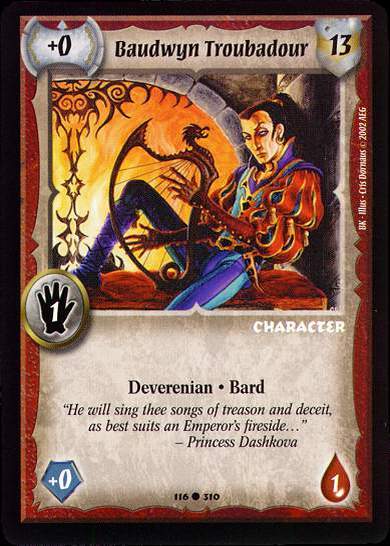 +0
Baudwyn Troubadour
13
BK • Illus • Cris Dornaus © 2002 AEG
1
CHARACTER
Deverenian • Bard
“He will sing thee songs of treason and deceit,
as best suits an Emperor’s fireside…”
– Princess Dashkova
+0
116 ● 310
1